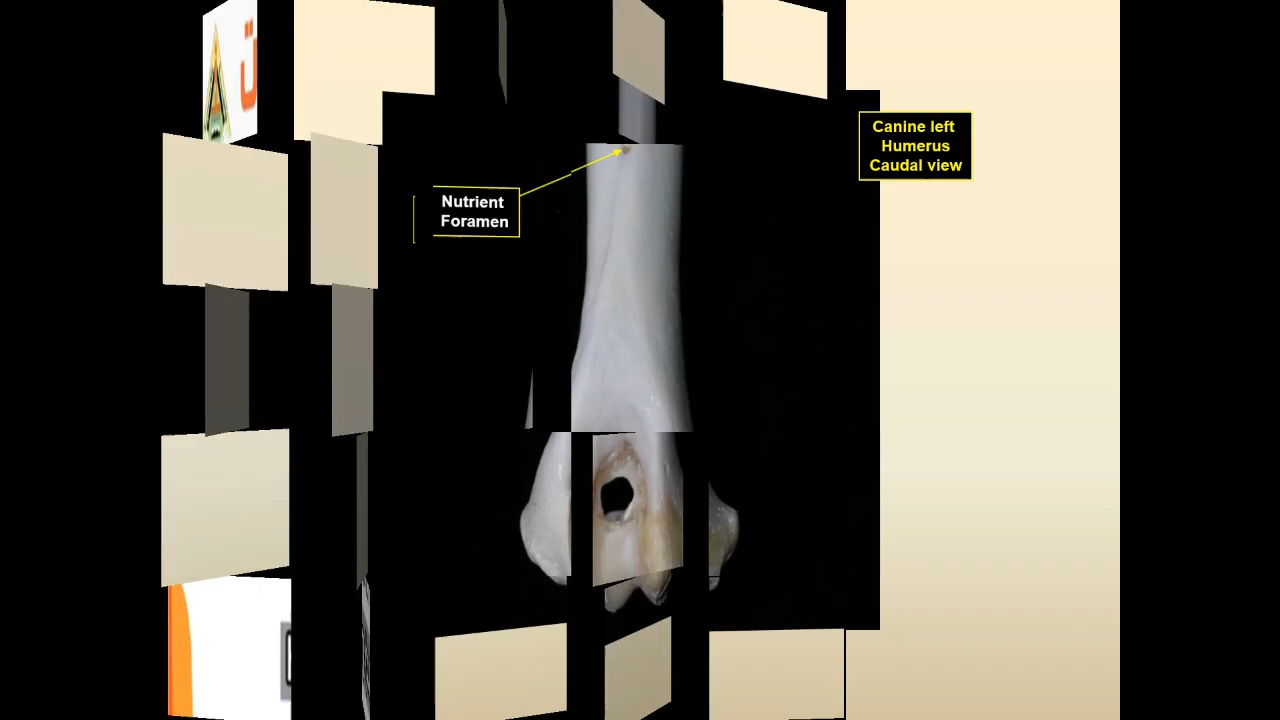 ت
Canine left
Humerus
Caudal view
Nutrient
Foramen